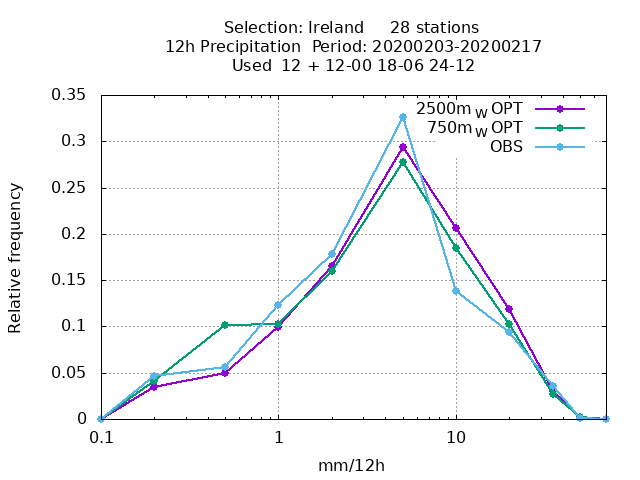 Selection: Ireland 28 stations
12h Precipitation Period: 20200203-20200217
Used 12 + 12-00 18-06 24-12
0.35
0.3
0.25
0.2
0.15
0.1
0.05
0
Relative frequency
2500m_W OPT
750m_W OPT
OBS
0.1 1 10
mm/12h